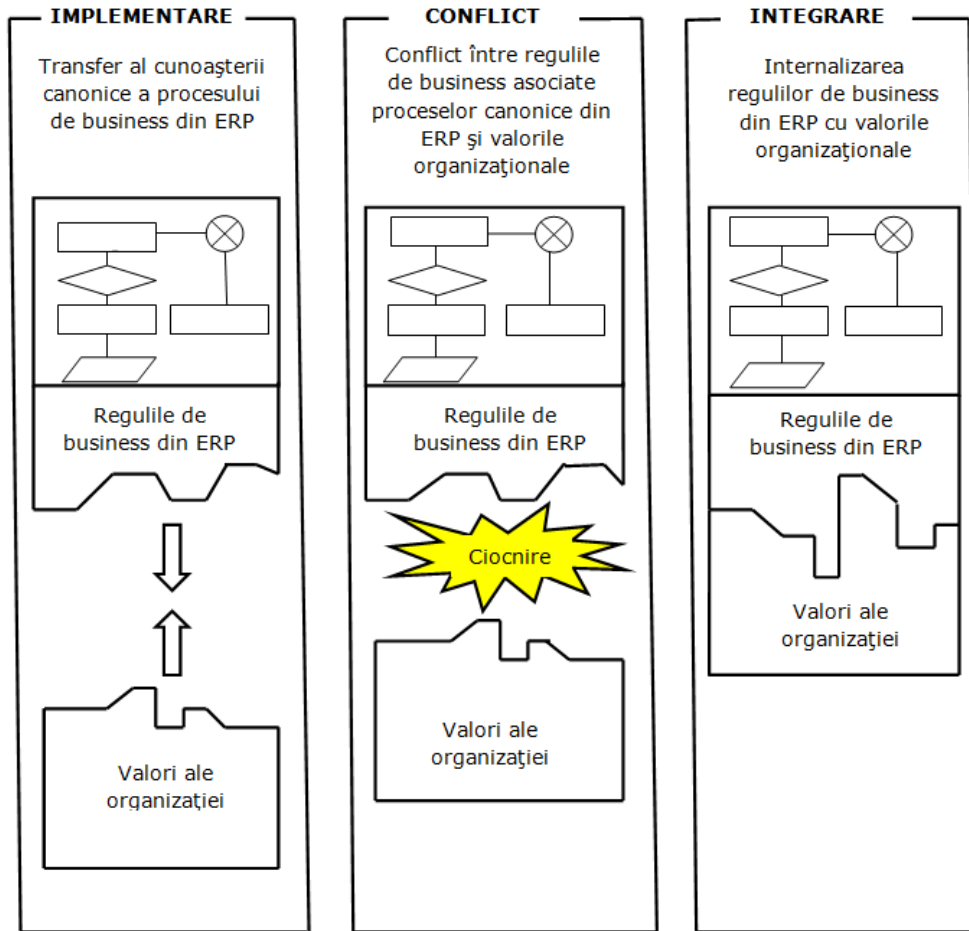 IMPLEMENTARE
Transfer al cunoaşterii
canonice a procesului
de business din ERP
Regulile de
business din ERP
Valori ale
organizaţiei
CONFLICT
Conflict între regulile
de business asociate
proceselor canonice din
ERP şi valorile
organizaţionale
Regulile de
business din ERP
Ciocnire
Valori ale
organizaţiei
INTEGRARE
Internalizarea
regulilor de business
din ERP cu valorile
organizaţionale
Regulile de
business din ERP
Valori ale
organizaţiei